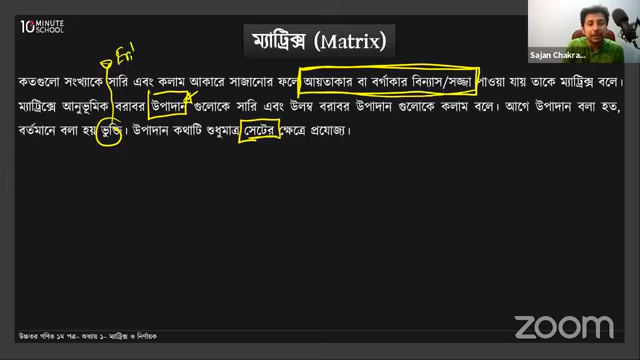 10 MINUTE SCHOOL
ম্যাট্রিক্স (Matrix)
Sajan Chakra...
কতগুলো সংখ্যাকে সারি এবং কলাম আকারে সাজানোর ফলে আয়তাকার বা বর্গাকার বিন্যাস/সজ্জা পাওয়া যায় তাকে ম্যাট্রিক্স বলে।
ম্যাট্রিক্সে আনুভূমিক বরাবর উপাদান গুলোকে সারি এবং উলম্ব বরাবর উপাদান গুলোকে কলাম বলে। আগে উপাদান বলা হত,
বর্তমানে বলা হয় ভুক্তি। উপাদান কথাটি শুধুমাত্র সেটের ক্ষেত্রে প্রযোজ্য।
zoom
উচ্চতর গণিত ১ম পত্র- অধ্যায় ১- ম্যাট্রিক্স ও নির্ণায়ক